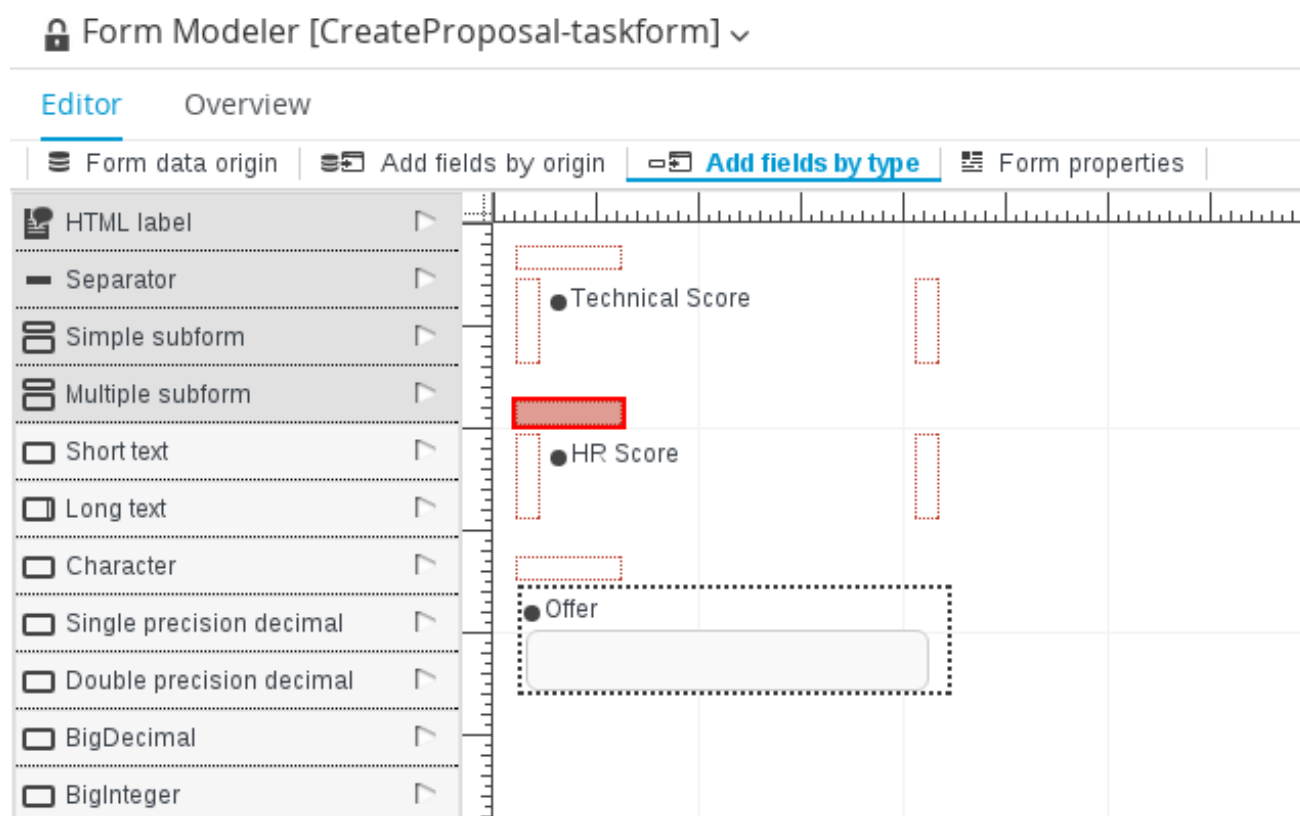 Form Modeler [CreateProposal-taskform]
Editor Overview
Form data origin Add fields by origin Add fields by type Form properties
HTML label
Separator
Simple subform
Multiple subform
Short text
Long text
Character
Single precision decimal
Double precision decimal
BigDecimal
BigInteger
Technical Score
HR Score
Offer